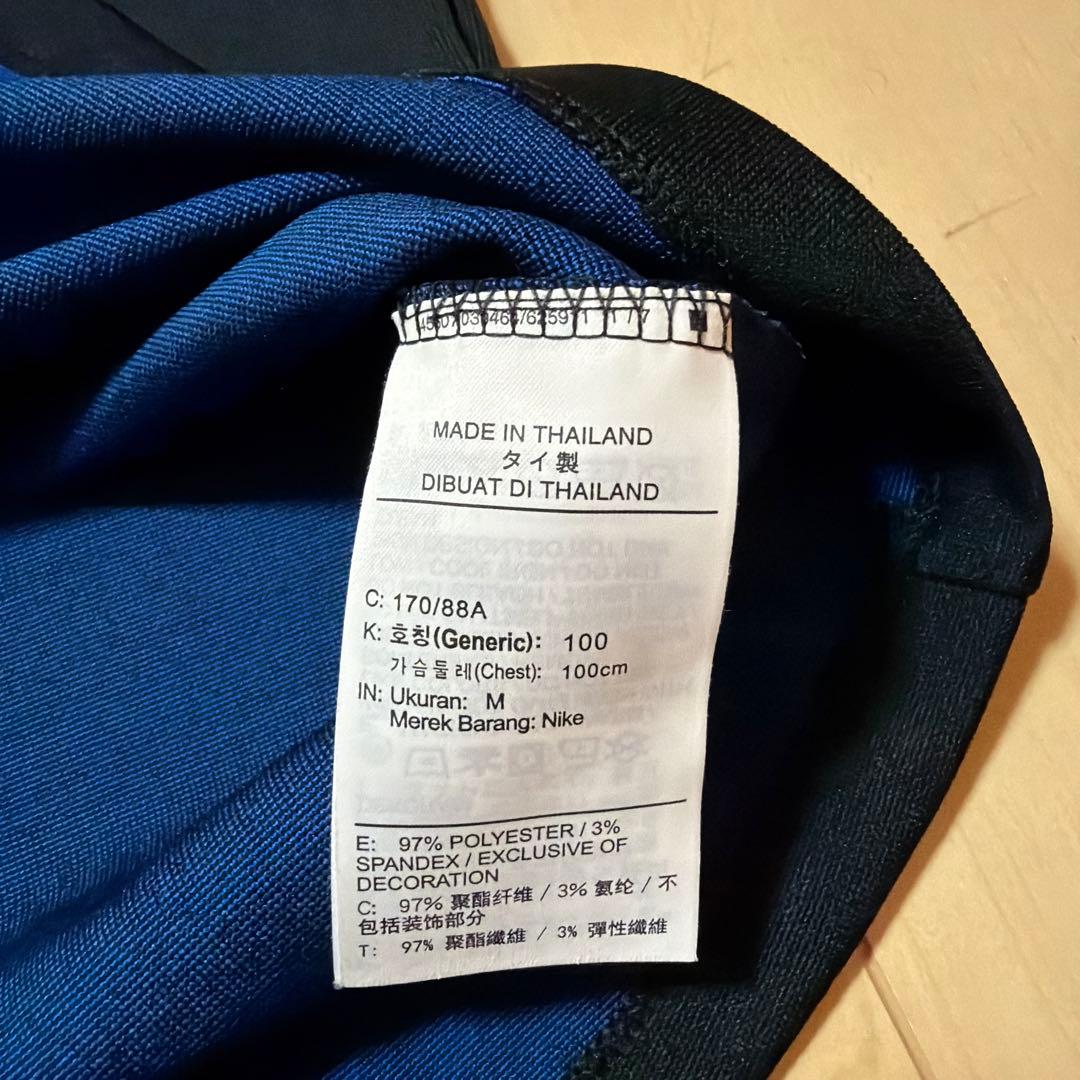 MADE IN THAILAND
タイ製
DIBUAT DI THAILAND
C: 170/88A
K: 호칭(Generic): 100
가슴둘레(Chest): 100cm
IN: Ukuran: M
Merek Barang: Nike
E: 97% POLYESTER / 3%
SPANDEX / EXCLUSIVE OF
DECORATION
C: 97% 聚酯纤维 / 3% 氨纶 / 不
包括装饰部分
T: 97% 聚酯纖維 / 3% 彈性纖維